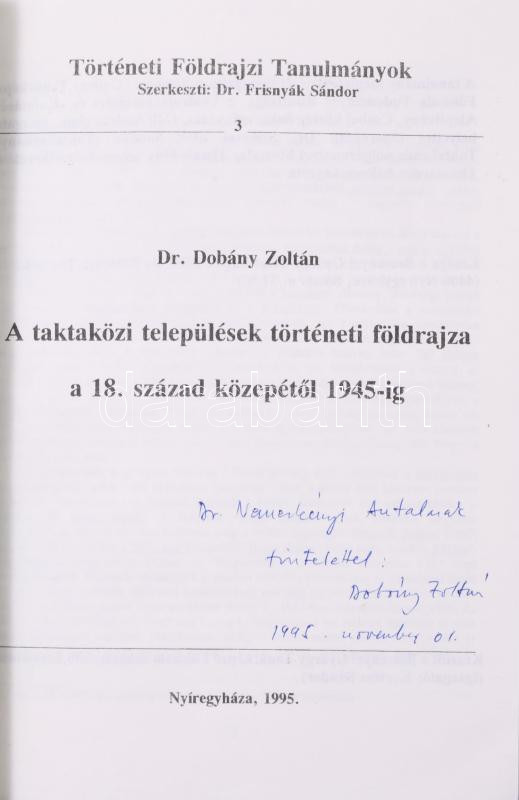 Történeti Földrajzi Tanulmányok
Szerkeszti: Dr. Frisnyák Sándor
3
Dr. Dobány Zoltán
A taktaközi települések történeti földrajza
a 18. század közepétől 1945-ig
darabanth
Dr. Nemerkényi Antalnak
tisztelettel:
Dobány Zoltán
1995. november 01.
Nyíregyháza, 1995.